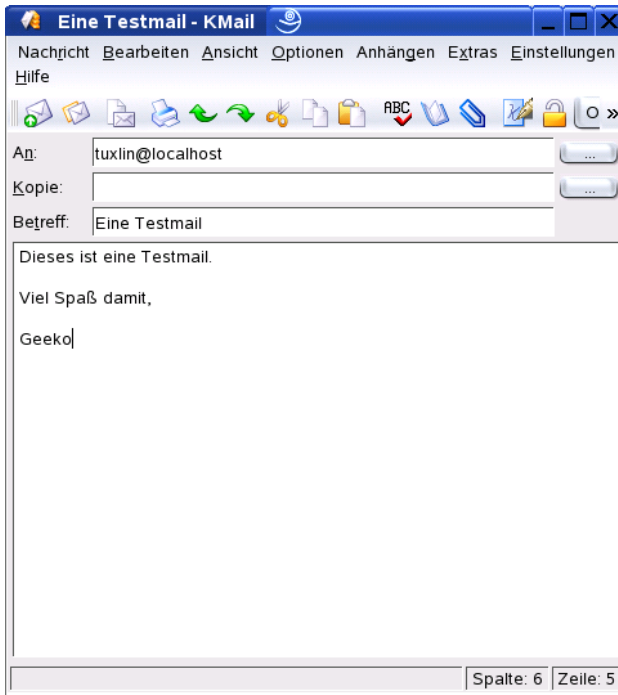 Eine Testmail - KMail
Nachricht Bearbeiten Ansicht Optionen Anhängen Extras Einstellungen
Hilfe
ABC O »
An: tuxlin@localhost ...
Kopie: ...
Betreff: Eine Testmail
Dieses ist eine Testmail.
Viel Spaß damit,
Geeko
Spalte: 6 Zeile: 5